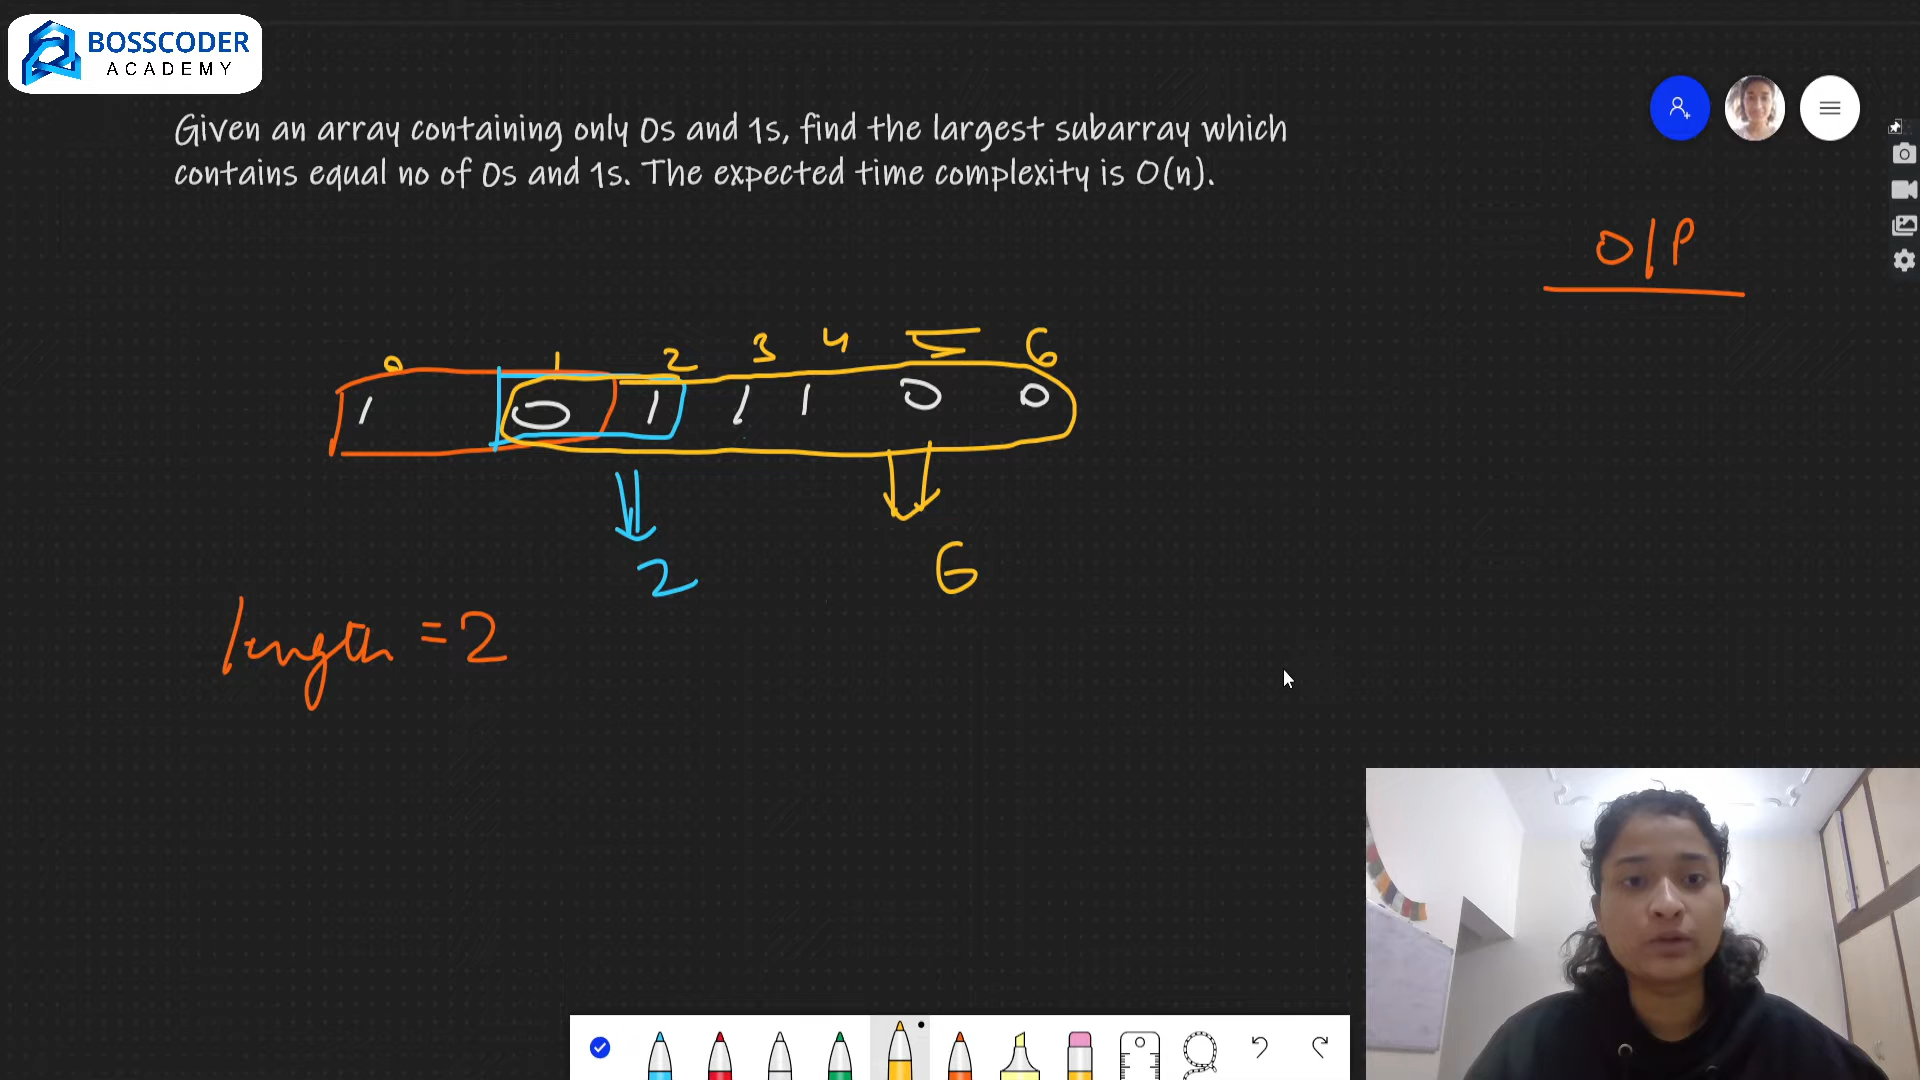 BOSSCODER
ACADEMY
Given an array containing only 0s and 1s, find the largest subarray which
contains equal no of 0s and 1s. The expected time complexity is O(n).
O/P
0 1 2 3 4 5 6
1 0 1 1 1 0 0
2 6
length = 2